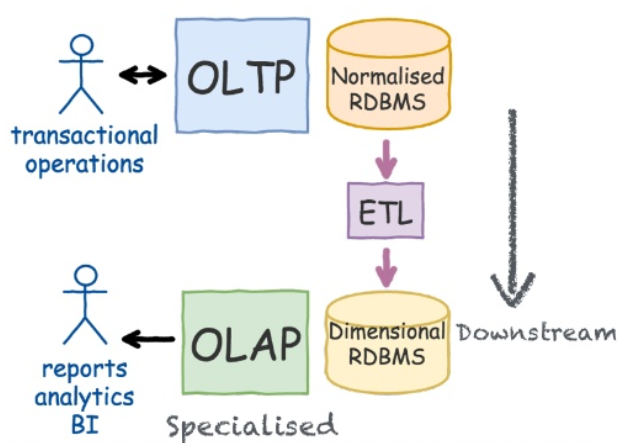 OLTP
Normalised
RDBMS
transactional
operations
ETL
OLAP
Dimensional
RDBMS
Downstream
reports
analytics
BI
Specialised